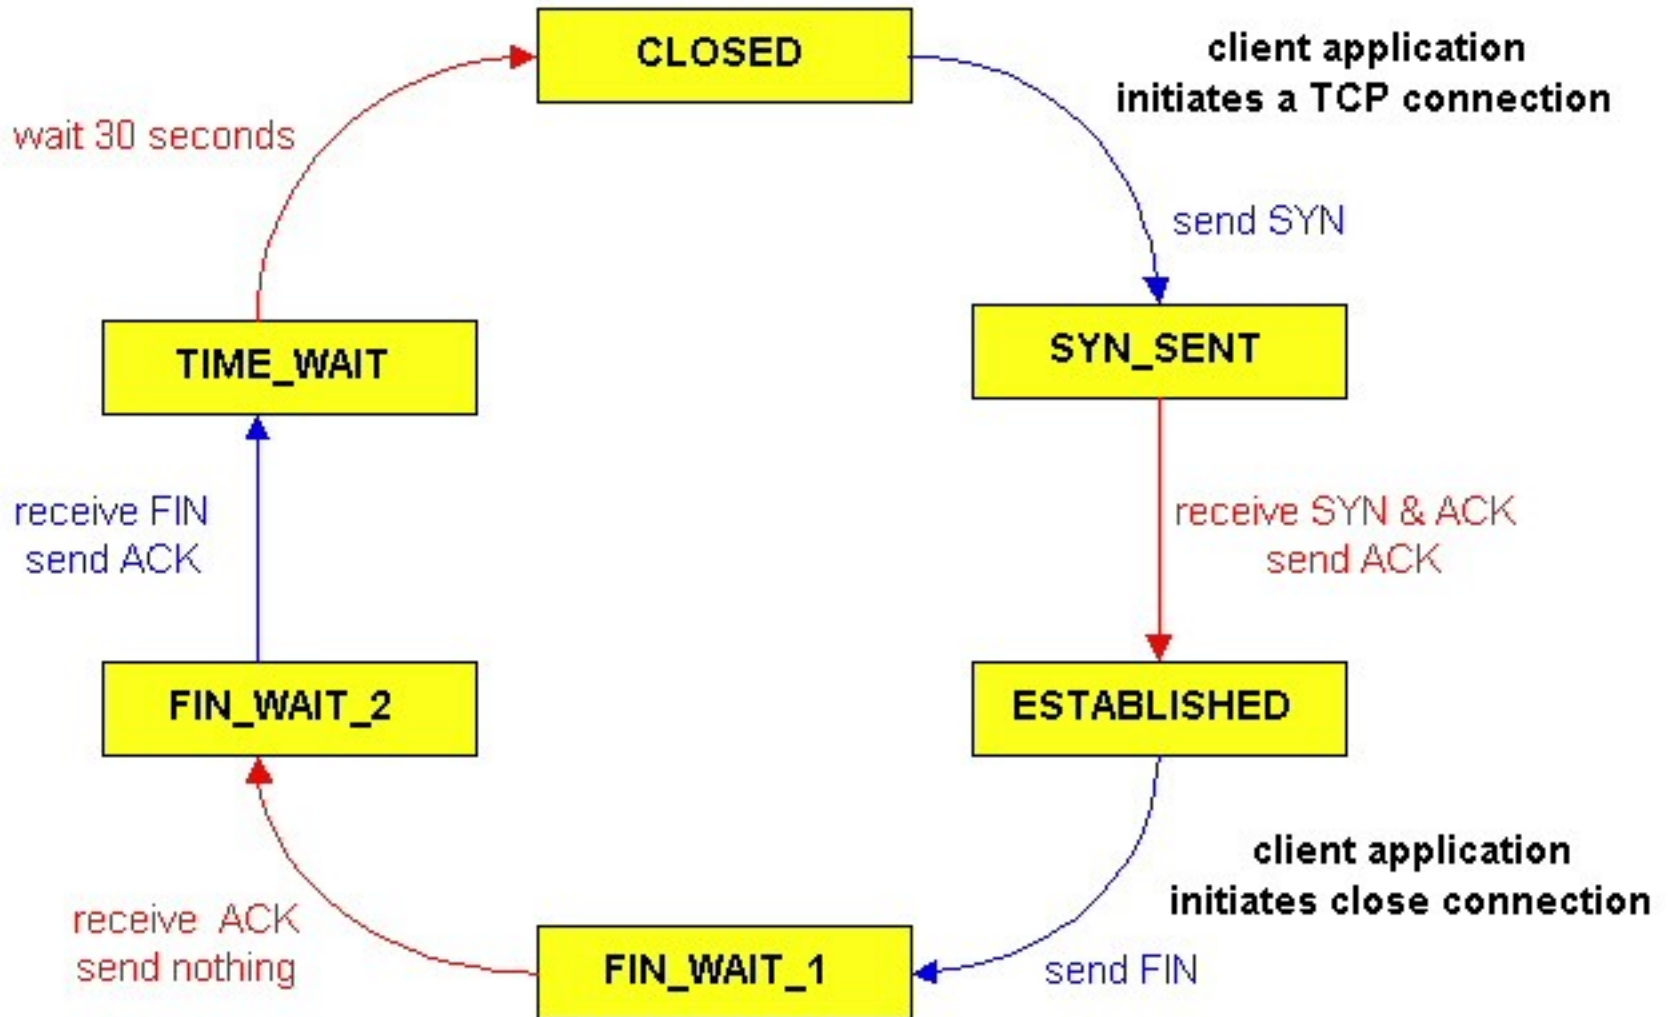 CLOSED
client application
initiates a TCP connection
wait 30 seconds
send SYN
TIME_WAIT
SYN_SENT
receive FIN
send ACK
receive SYN & ACK
send ACK
FIN_WAIT_2
ESTABLISHED
client application
initiates close connection
receive ACK
send nothing
FIN_WAIT_1
send FIN